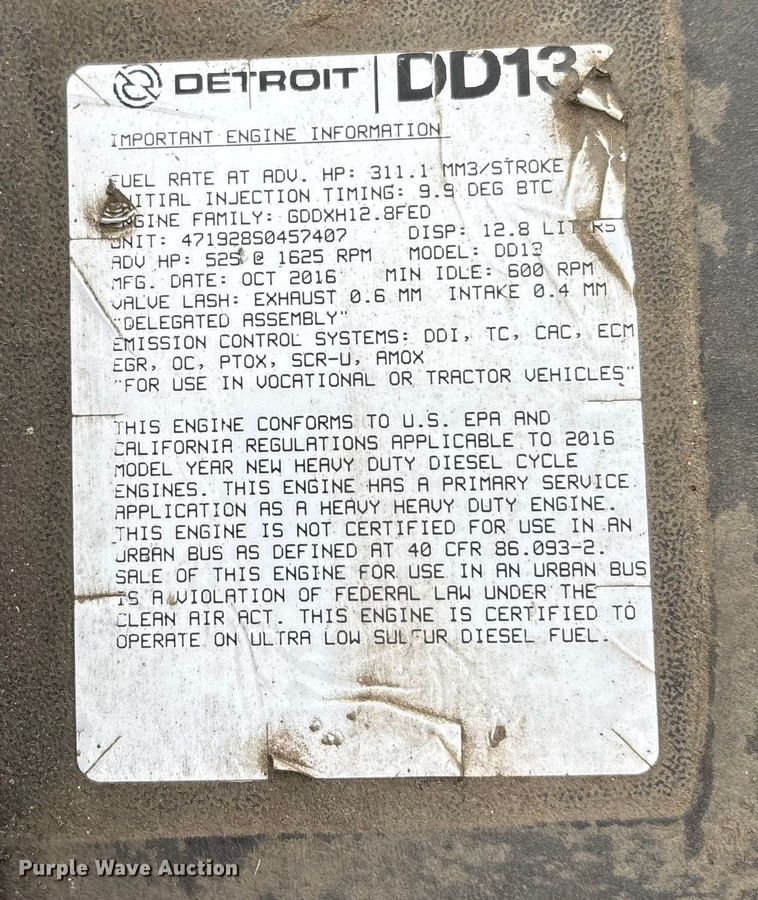 DETROIT | DD13
IMPORTANT ENGINE INFORMATION
FUEL RATE AT ADV. HP: 311.1 MM3/STROKE
INITIAL INJECTION TIMING: 9.9 DEG BTC
ENGINE FAMILY: GDDXH12.8FED
UNIT: 471928S0457407 DISP: 12.8 LITERS
ADV HP: 525 @ 1625 RPM MODEL: DD13
MFG. DATE: OCT 2016 MIN IDLE: 600 RPM
VALVE LASH: EXHAUST 0.6 MM INTAKE 0.4 MM
"DELEGATED ASSEMBLY"
EMISSION CONTROL SYSTEMS: DDI, TC, CAC, ECM
EGR, OC, PTOX, SCR-U, AMOX
"FOR USE IN VOCATIONAL OR TRACTOR VEHICLES"
THIS ENGINE CONFORMS TO U.S. EPA AND
CALIFORNIA REGULATIONS APPLICABLE TO 2016
MODEL YEAR NEW HEAVY DUTY DIESEL CYCLE
ENGINES. THIS ENGINE HAS A PRIMARY SERVICE
APPLICATION AS A HEAVY HEAVY DUTY ENGINE.
THIS ENGINE IS NOT CERTIFIED FOR USE IN AN
URBAN BUS AS DEFINED AT 40 CFR 86.093-2.
SALE OF THIS ENGINE FOR USE IN AN URBAN BUS
IS A VIOLATION OF FEDERAL LAW UNDER THE
CLEAN AIR ACT. THIS ENGINE IS CERTIFIED TO
OPERATE ON ULTRA LOW SULFUR DIESEL FUEL.
Purple Wave Auction